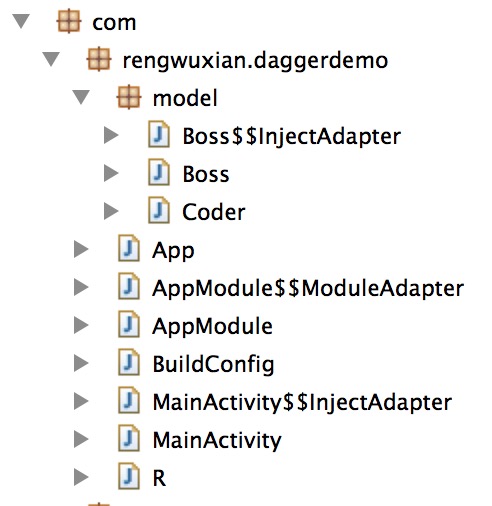 com
rengwuxian.daggerdemo
model
Boss$$InjectAdapter
Boss
Coder
App
AppModule$$ModuleAdapter
AppModule
BuildConfig
MainActivity$$InjectAdapter
MainActivity
R